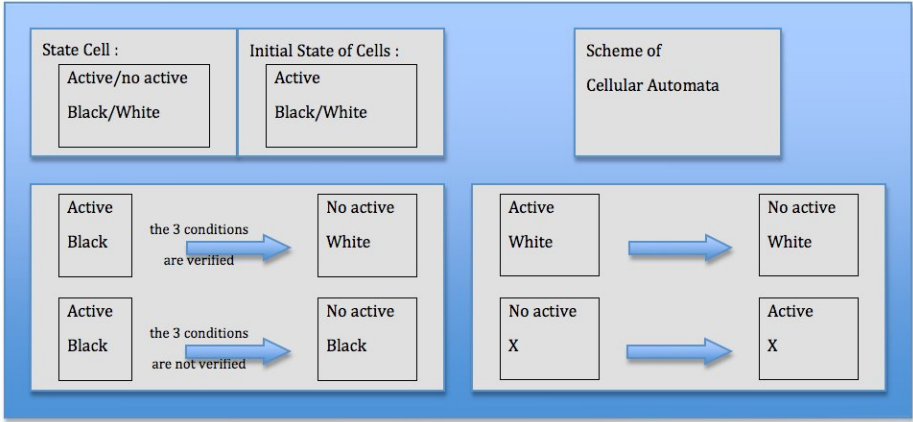 State Cell :
Active/no active
Black/White
Initial State of Cells :
Active
Black/White
Scheme of
Cellular Automata
Active
Black
the 3 conditions
are verified
No active
White
Active
Black
the 3 conditions
are not verified
No active
Black
Active
White
No active
White
No active
X
Active
X